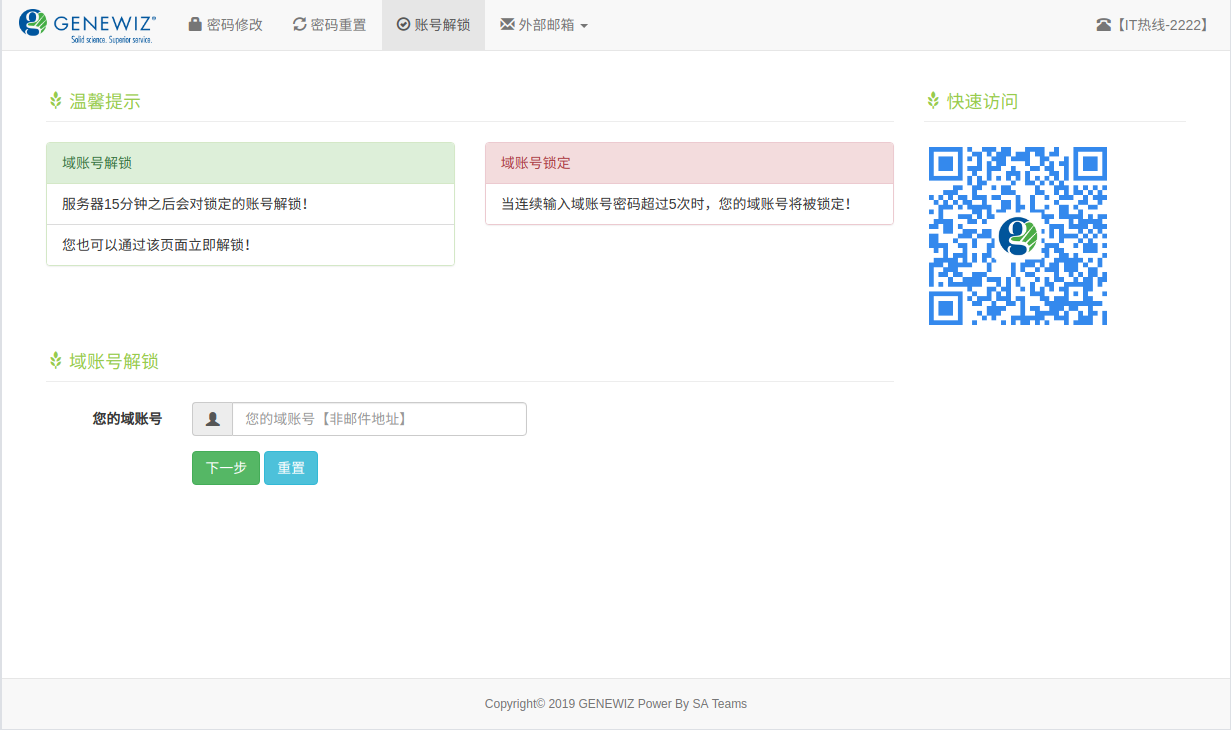 GENEWIZ®
Solid science. Superior service.
密码修改
密码重置
账号解锁
外部邮箱
【IT热线-2222】
温馨提示
快速访问
域账号解锁
服务器15分钟之后会对锁定的账号解锁！
您也可以通过该页面立即解锁！
域账号锁定
当连续输入域账号密码超过5次时，您的域账号将被锁定！
域账号解锁
您的域账号
您的域账号【非邮件地址】
下一步
重置
Copyright© 2019 GENEWIZ Power By SA Teams